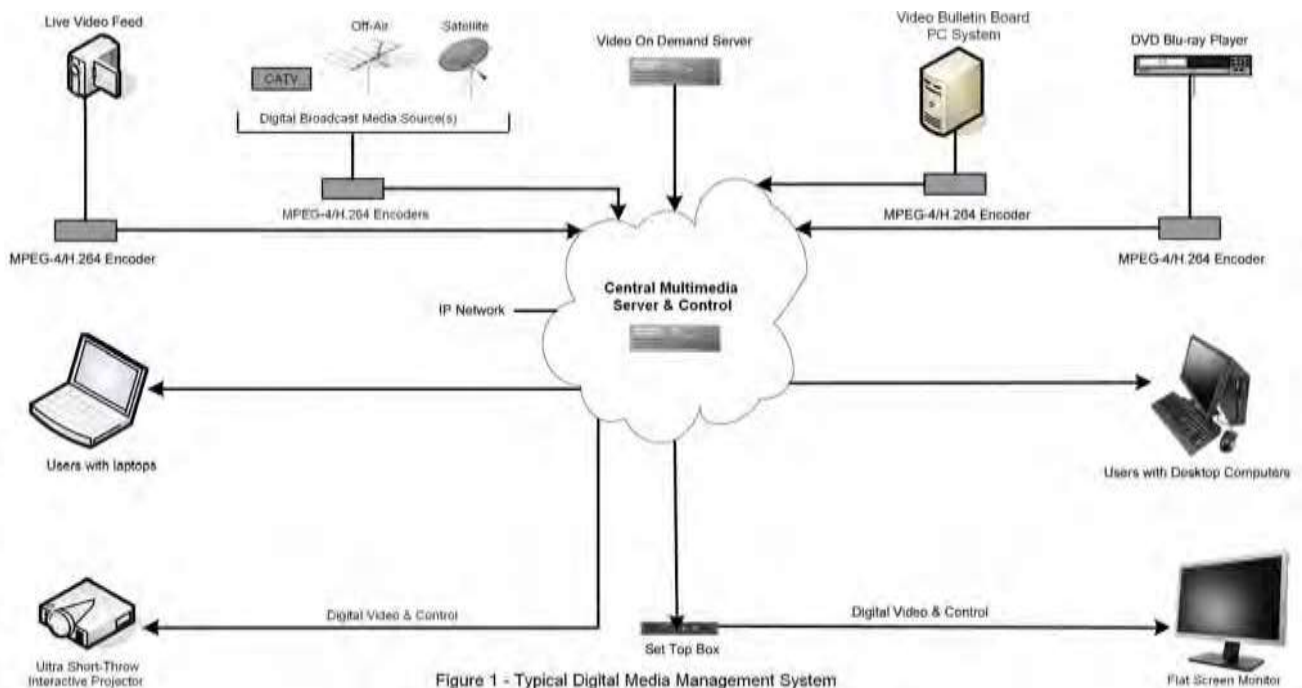 Live Video Feed
Off-Air
Satellite
CATV
Digital Broadcast Media Source(s)
Video On Demand Server
Video Bulletin Board
PC System
DVD Blu-ray Player
MPEG-4/H.264 Encoders
MPEG-4/H.264 Encoder
MPEG-4/H.264 Encoder
MPEG-4/H.264 Encoder
Central Multimedia
Server & Control
IP Network
Users with laptops
Users with Desktop Computers
Digital Video & Control
Digital Video & Control
Set Top Box
Ultra Short-Throw
Interactive Projector
Flat Screen Monitor
Figure 1 - Typical Digital Media Management System